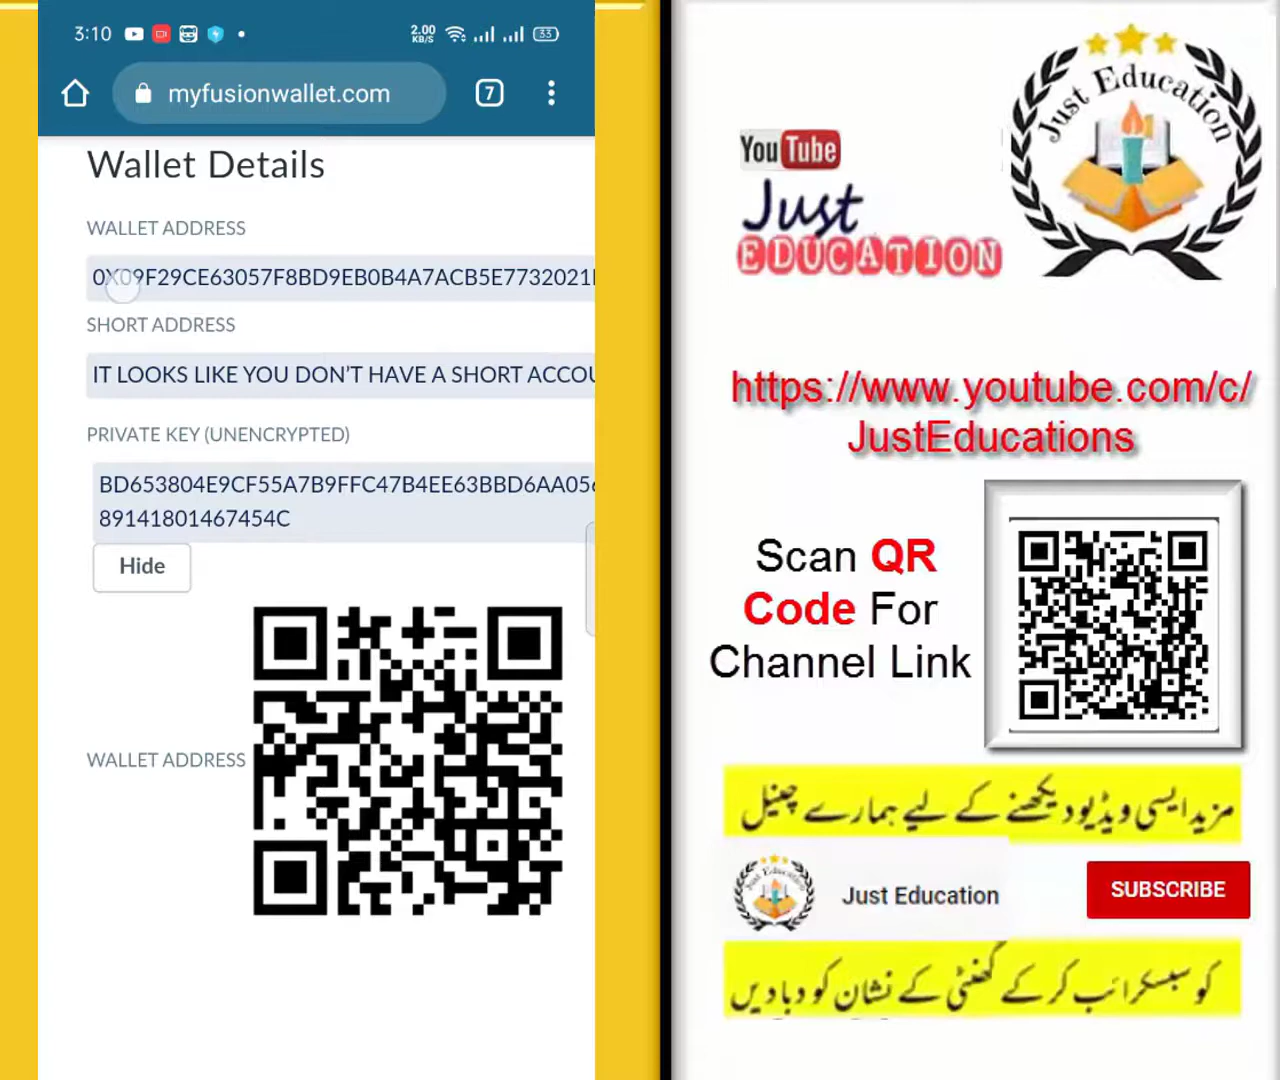 3:10
2.00 KB/S
33
myfusionwallet.com
7
Wallet Details
WALLET ADDRESS
0X09F29CE63057F8BD9EB0B4A7ACB5E7732021
SHORT ADDRESS
IT LOOKS LIKE YOU DON'T HAVE A SHORT ACCOU
PRIVATE KEY (UNENCRYPTED)
BD653804E9CF55A7B9FFC47B4EE63BBD6AA056
89141801467454C
Hide
WALLET ADDRESS
Just Education
YouTube
Just
EDUCATION
https://www.youtube.com/c/
JustEducations
Scan QR
Code For
Channel Link
مزید ایسی ویڈیو دیکھنے کے لیے ہمارے چینل
Just Education
SUBSCRIBE
کو سبسکرائب کر کے گھنٹی کے نشان کو دبا دیں